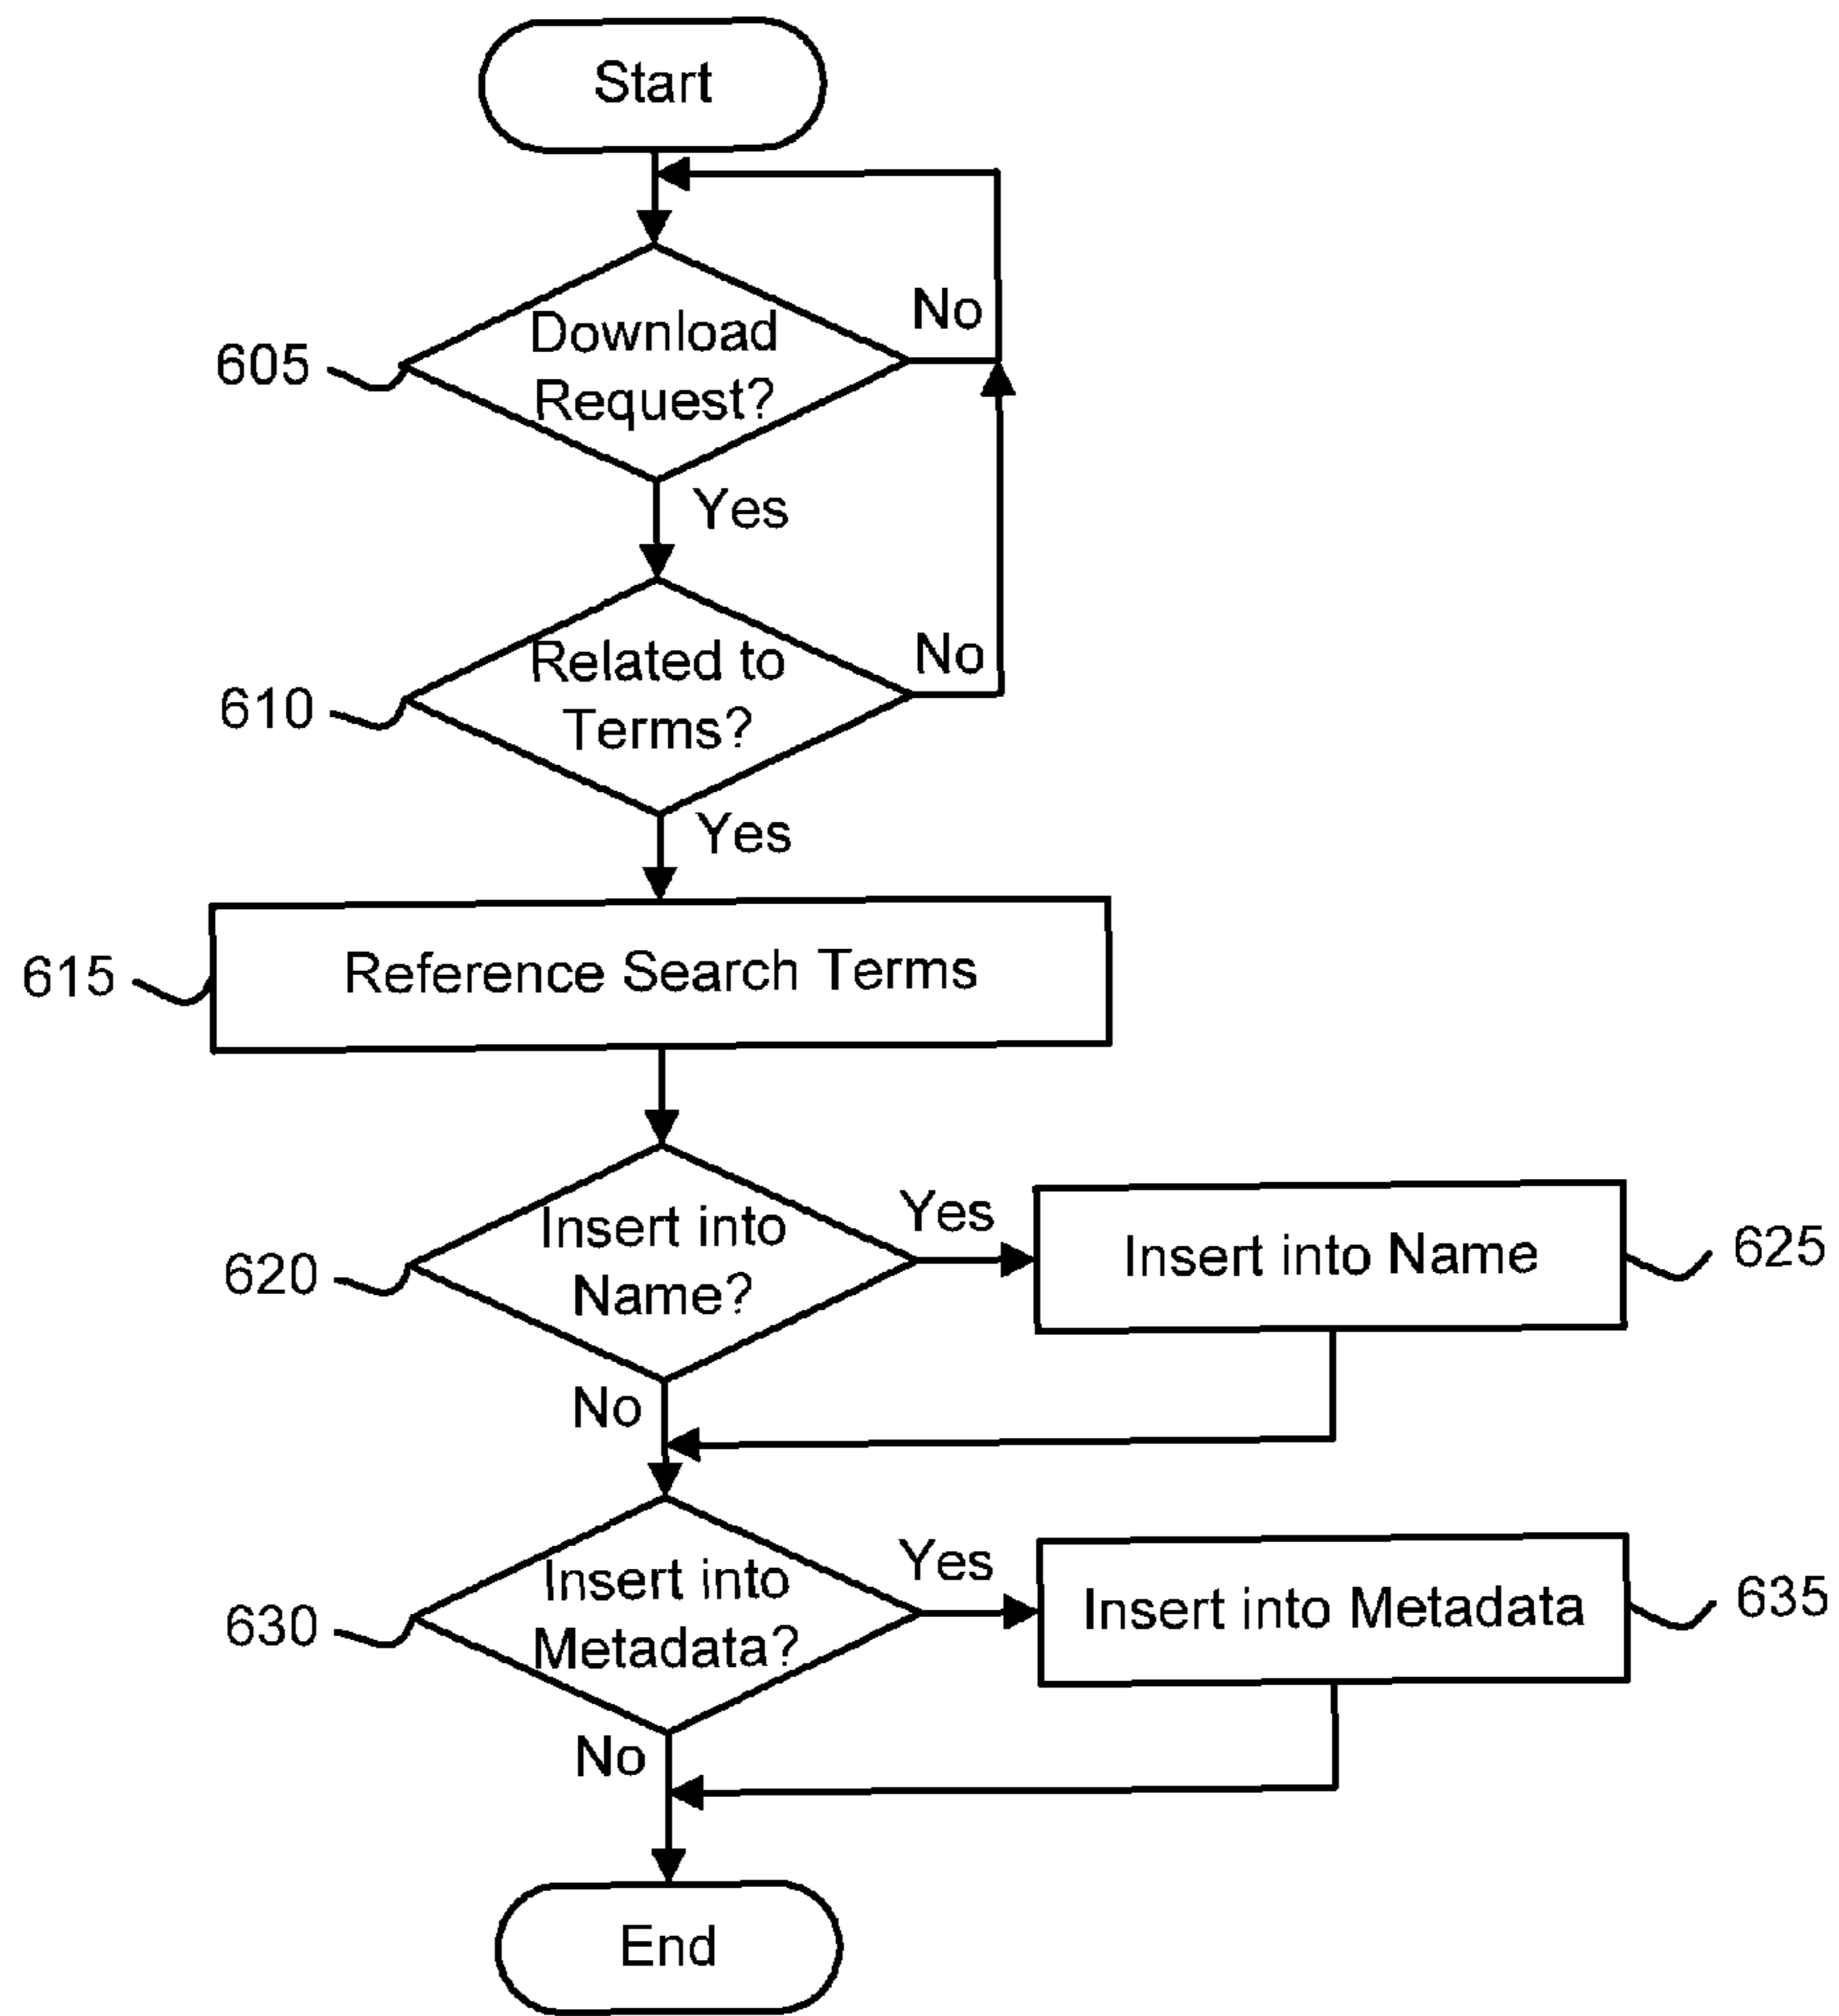 Start
No
Download
Request?
605
Yes
Related to
Terms?
No
610
Yes
Reference Search Terms
615
Insert into
Name?
Yes
Insert into Name
625
620
No
Insert into
Metadata?
Yes
Insert into Metadata
635
630
No
End